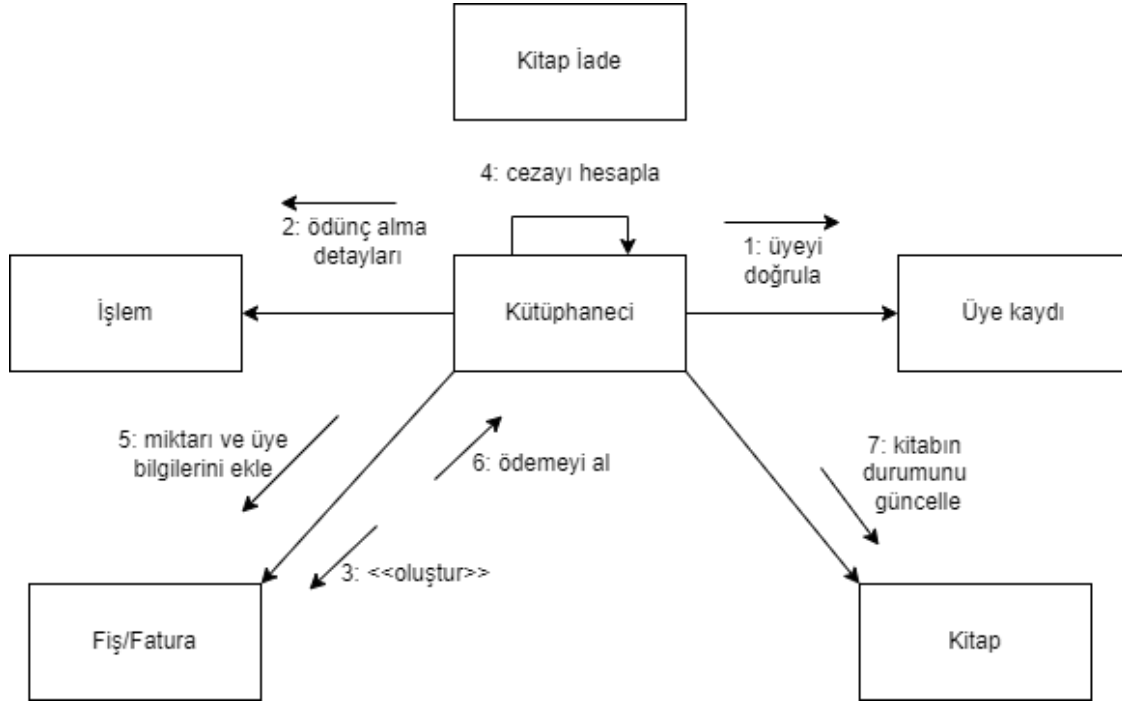 Kitap İade
4: cezayı hesapla
2: ödünç alma
detayları
1: üyeyi
doğrula
İşlem
Kütüphaneci
Üye kaydı
5: miktarı ve üye
bilgilerini ekle
6: ödemeyi al
7: kitabın
durumunu
güncelle
3: <<oluştur>>
Fiş/Fatura
Kitap